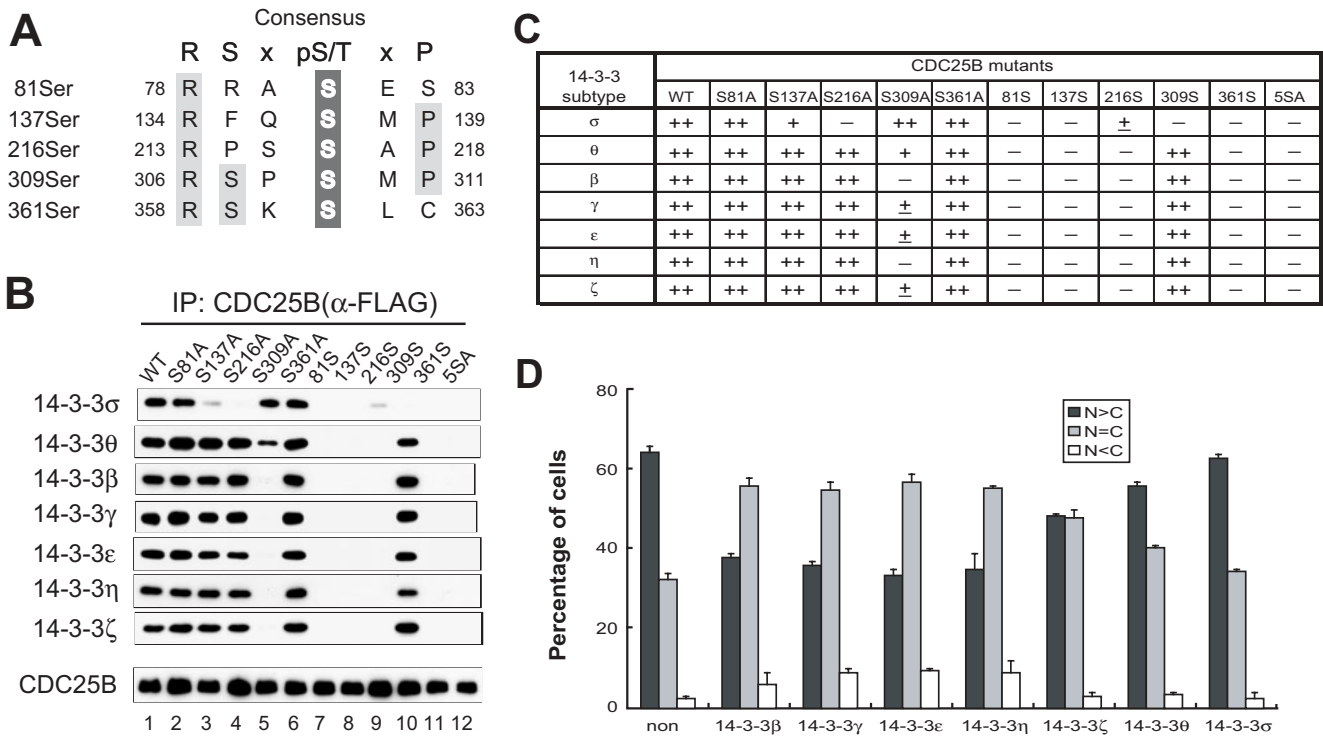 A
Consensus
R S x pS/T x P
81Ser 78 R R A S E S 83
137Ser 134 R F Q S M P 139
216Ser 213 R P S S A P 218
309Ser 306 R S P S M P 311
361Ser 358 R S K S L C 363
B
IP: CDC25B(α-FLAG)
WT S81A S137A S216A S309A S361A 81S 137S 216S 309S 361S 5SA
14-3-3σ
14-3-3θ
14-3-3β
14-3-3γ
14-3-3ε
14-3-3η
14-3-3ζ
CDC25B
1 2 3 4 5 6 7 8 9 10 11 12
C
14-3-3 subtype CDC25B mutants
WT S81A S137A S216A S309A S361A 81S 137S 216S 309S 361S 5SA
σ ++ ++ + — ++ ++ — — ± — — —
θ ++ ++ ++ ++ + ++ — — — ++ — —
β ++ ++ ++ ++ — ++ — — — ++ — —
γ ++ ++ ++ ++ ± ++ — — — ++ — —
ε ++ ++ ++ ++ ± ++ — — — ++ — —
η ++ ++ ++ ++ — ++ — — — ++ — —
ζ ++ ++ ++ ++ ± ++ — — — ++ — —
D
Percentage of cells
80
60
40
20
0
N>C
N=C
N<C
non 14-3-3β 14-3-3γ 14-3-3ε 14-3-3η 14-3-3ζ 14-3-3θ 14-3-3σ